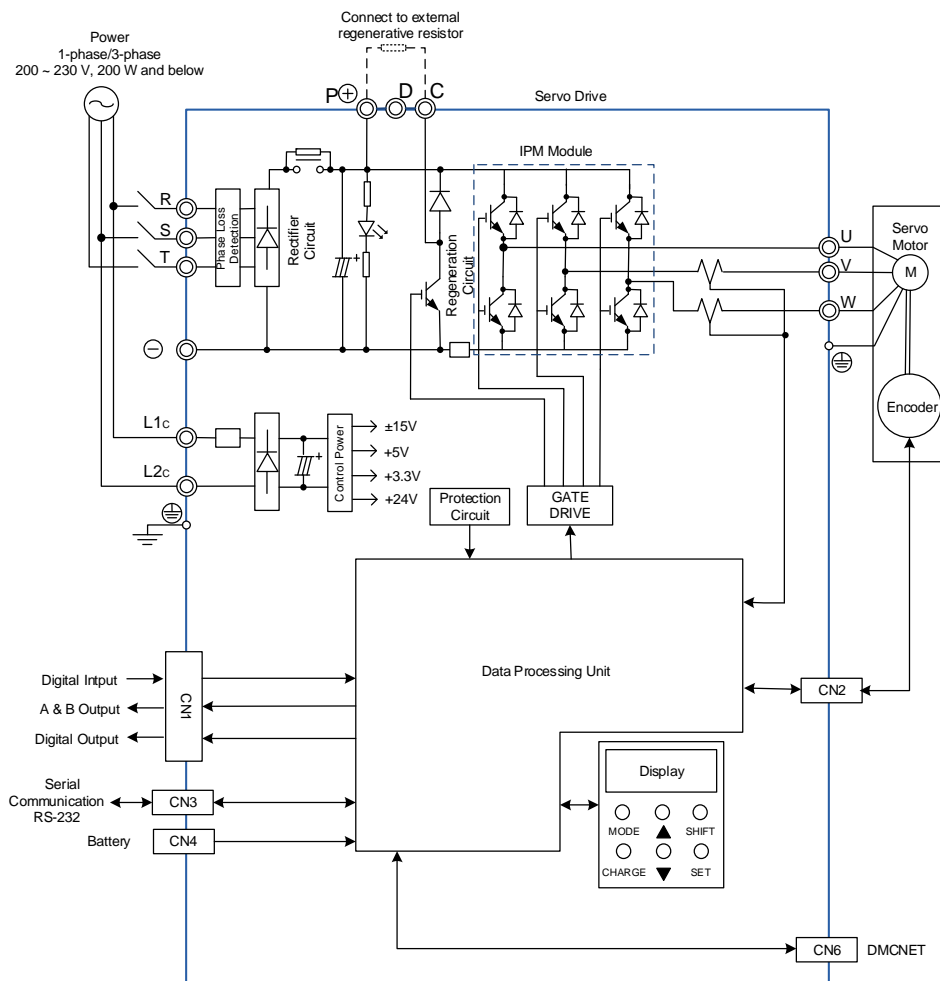 Connect to external
regenerative resistor
Power
1-phase/3-phase
200 ~ 230 V, 200 W and below
P
D
C
Servo Drive
IPM Module
R
S
T
Phase Loss
Detection
Rectifier
Circuit
Regeneration
Circuit
U
V
W
Servo
Motor
M
Encoder
L1c
L2c
Control Power
±15V
+5V
+3.3V
+24V
Protection
Circuit
GATE
DRIVE
Data Processing Unit
Digital Intput
A & B Output
Digital Output
CN1
CN2
Serial
Communication
RS-232
CN3
Battery
CN4
Display
MODE
SHIFT
CHARGE
SET
CN6
DMCNET